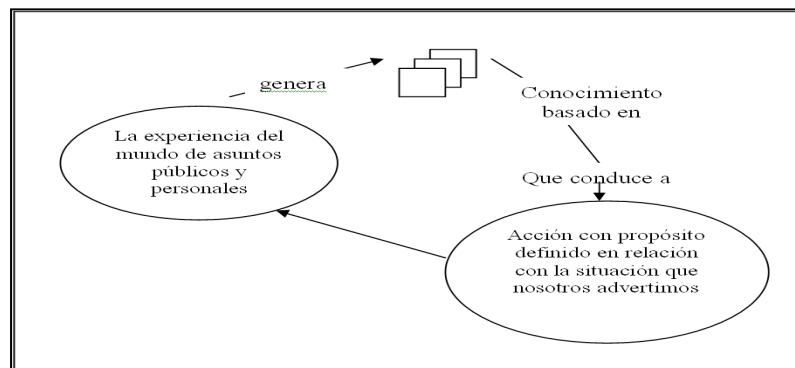 genera
Conocimiento
basado en
La experiencia del
mundo de asuntos
públicos y
personales
Que conduce a
Acción con propósito
definido en relación
con la situación que
nosotros advertimos